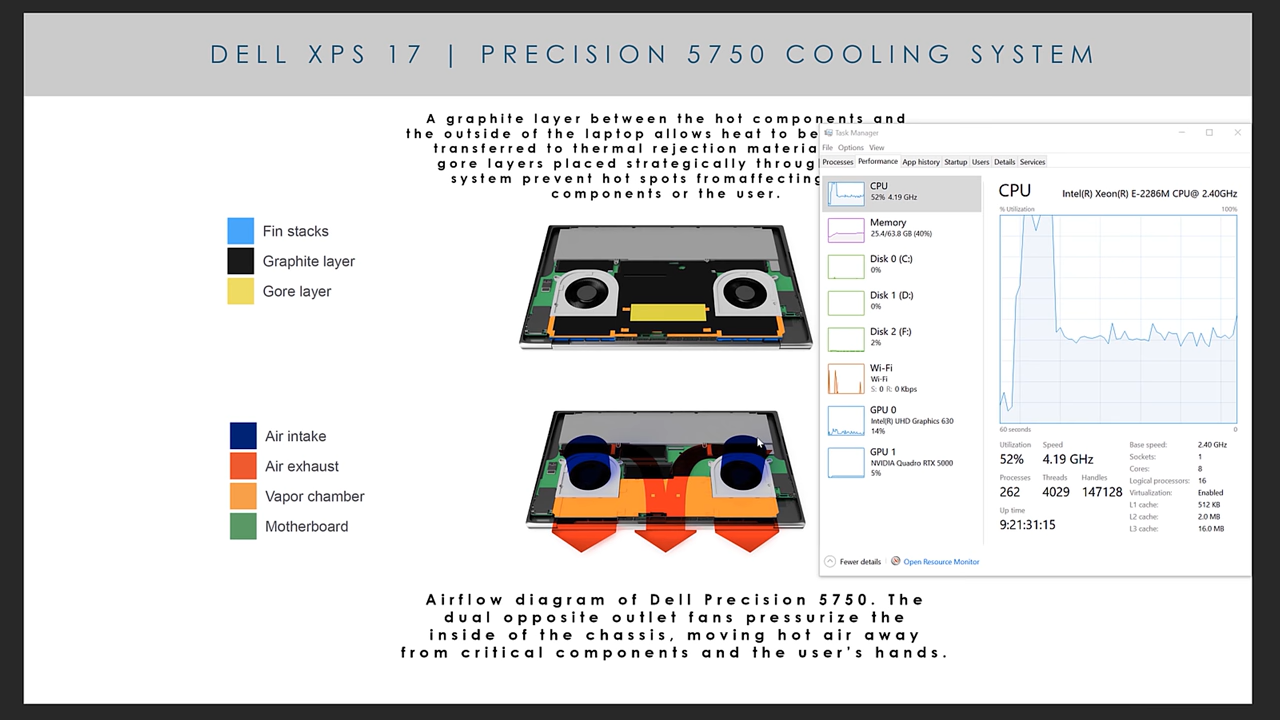 DELL XPS 17 | PRECISION 5750 COOLING SYSTEM
A graphite layer between the hot components and
the outside of the laptop allows heat to be
transferred to thermal rejection
gore layers placed strategically
system prevent hot spots fromaffecting
components or the user.
Fin stacks
Graphite layer
Gore layer
Air intake
Air exhaust
Vapor chamber
Motherboard
Airflow diagram of Dell Precision 5750. The
dual opposite outlet fans pressurize the
inside of the chassis, moving hot air away
from critical components and the user's hands.
Task Manager
File Options View
Processes Performance App history Startup Users Details Services
CPU
52% 4.19 GHz
Memory
25.4/63.8 GB (40%)
Disk 0 (C:)
0%
Disk 1 (D:)
0%
Disk 2 (F:)
2%
Wi-Fi
Wi-Fi
S: 0 R: 0 Kbps
GPU 0
Intel(R) UHD Graphics 630
14%
GPU 1
NVIDIA Quadro RTX 5000
5%
CPU Intel(R) Xeon(R) E-2286M CPU@ 2.40GHz
% Utilization 100%
60 seconds 0
Utilization Speed
52% 4.19 GHz
Processes Threads Handles
262 4029 147128
Up time
9:21:31:15
Base speed: 2.40 GHz
Sockets: 1
Cores: 8
Logical processors: 16
Virtualization: Enabled
L1 cache: 512 KB
L2 cache: 2.0 MB
L3 cache: 16.0 MB
Fewer details Open Resource Monitor